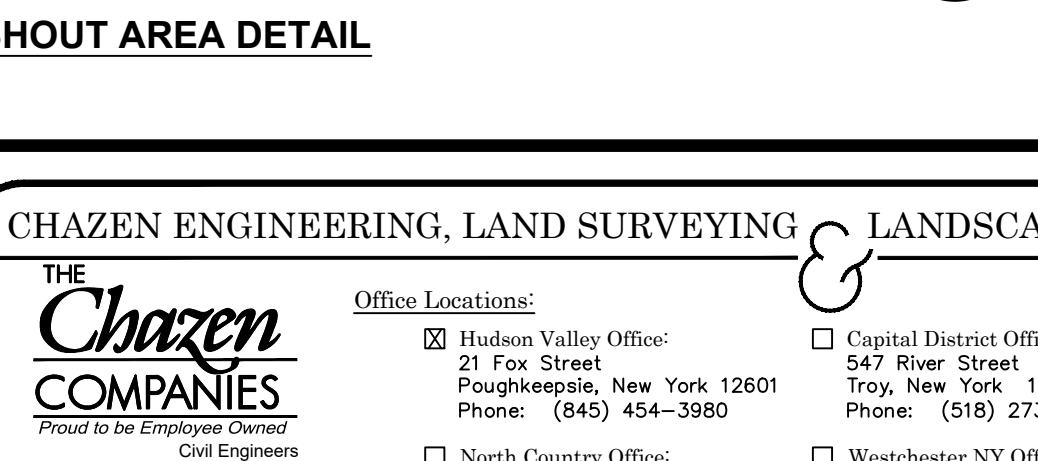 HOUT AREA DETAIL
CHAZEN ENGINEERING, LAND SURVEYING & LANDSCA
THE
Chazen
COMPANIES
Proud to be Employee Owned
Civil Engineers
Office Locations:
X Hudson Valley Office:
21 Fox Street
Poughkeepsie, New York 12601
Phone: (845) 454-3980
North Country Office:
Capital District Offi
547 River Street
Troy, New York 1
Phone: (518) 273
Westchester NY Off